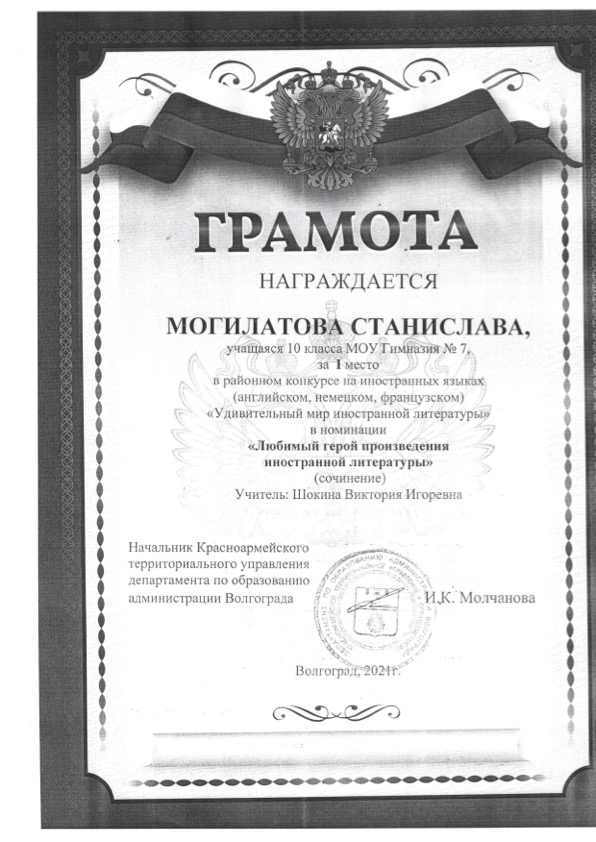 ГРАМОТА
НАГРАЖДАЕТСЯ
МОГИЛАТОВА СТАНИСЛАВА,
учащаяся 10 класса МОУ Гимназия № 7,
за I место
в районном конкурсе на иностранных языках
(английском, немецком, французском)
«Удивительный мир иностранной литературы»
в номинации
«Любимый герой произведения
иностранной литературы»
(сочинение)
Учитель: Шокина Виктория Игоревна
Начальник Красноармейского
территориального управления
департамента по образованию
администрации Волгограда
И.К. Молчанова
Волгоград, 2021г.